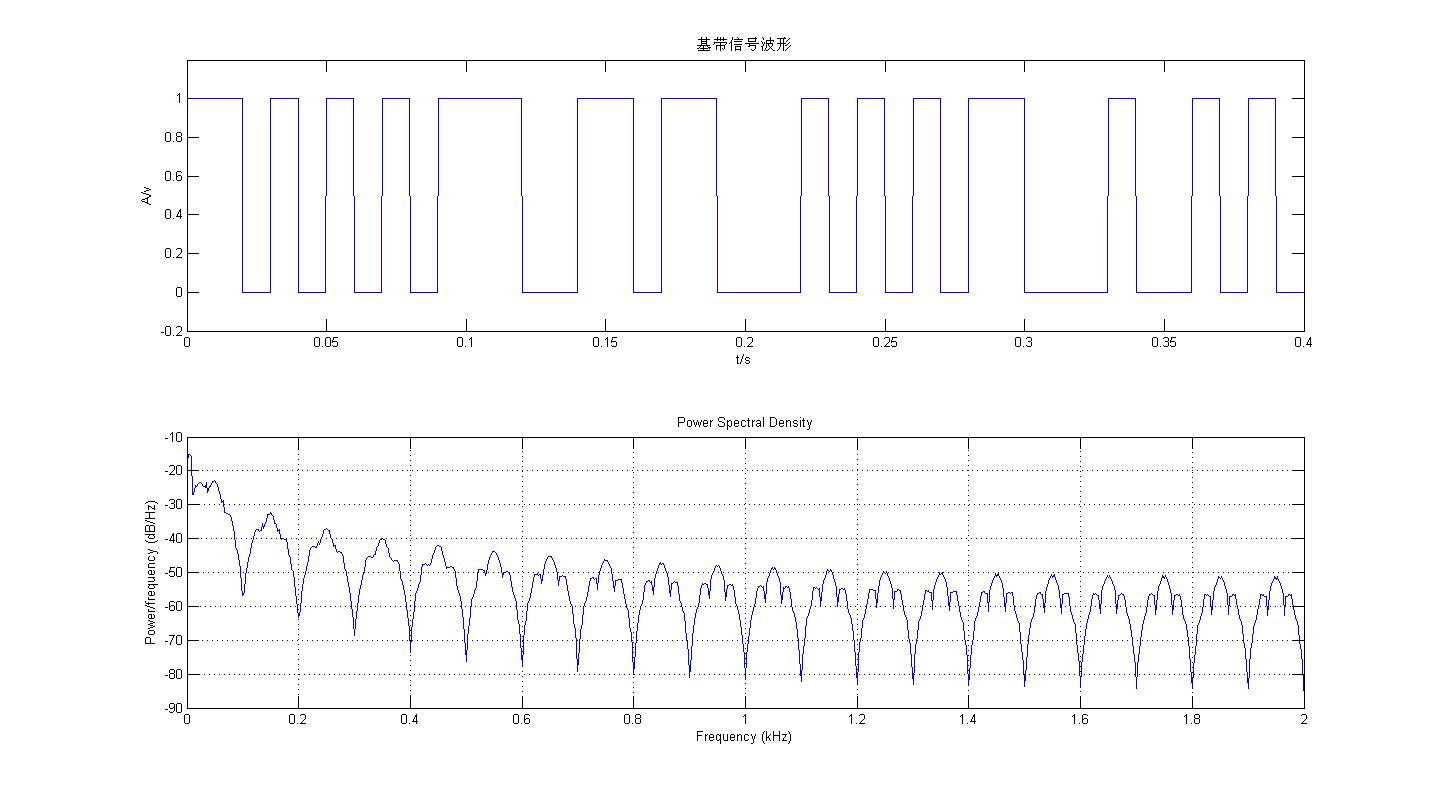 基带信号波形
1
0.8
0.6
0.4
0.2
0
-0.2
A/v
0 0.05 0.1 0.15 0.2 0.25 0.3 0.35 0.4
t/s
Power Spectral Density
-10
-20
-30
-40
-50
-60
-70
-80
-90
Power/frequency (dB/Hz)
0 0.2 0.4 0.6 0.8 1 1.2 1.4 1.6 1.8 2
Frequency (kHz)